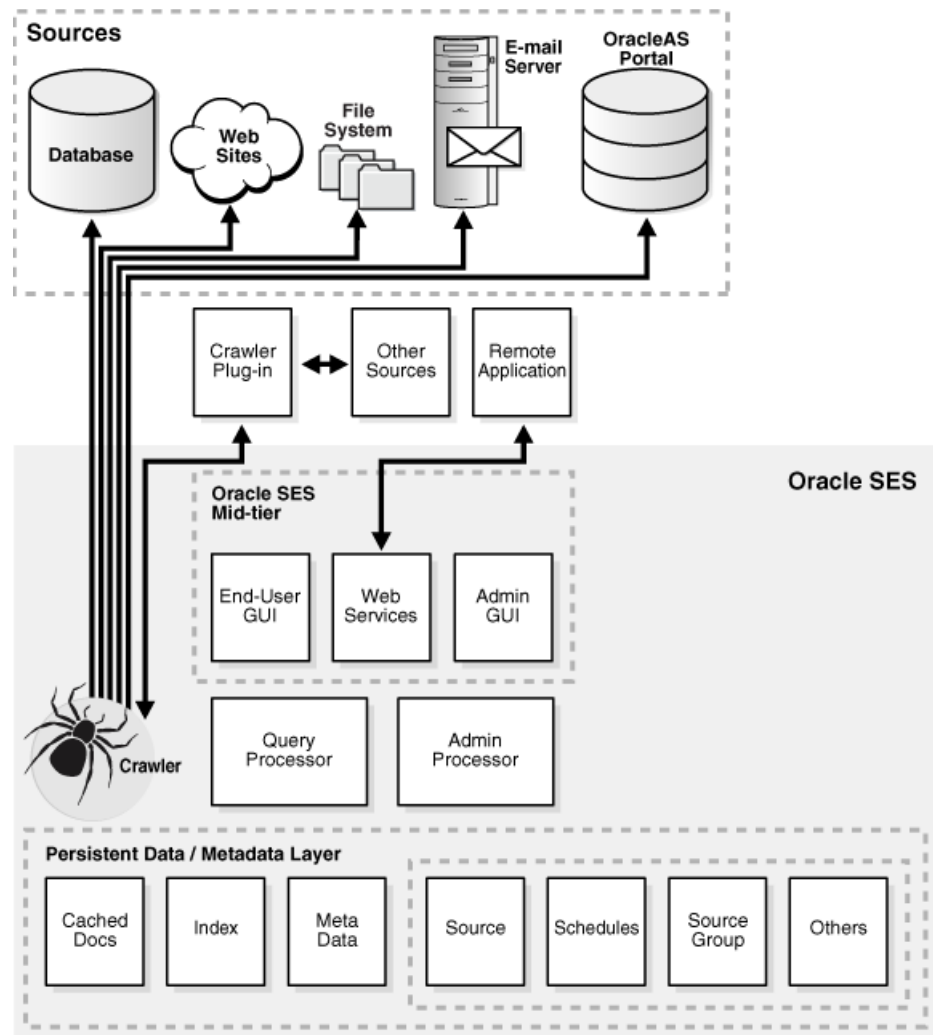 Sources
Database
Web
Sites
File
System
E-mail
Server
OracleAS
Portal
Crawler
Plug-in
Other
Sources
Remote
Application
Oracle SES
Oracle SES
Mid-tier
End-User
GUI
Web
Services
Admin
GUI
Crawler
Query
Processor
Admin
Processor
Persistent Data / Metadata Layer
Cached
Docs
Index
Meta
Data
Source
Schedules
Source
Group
Others